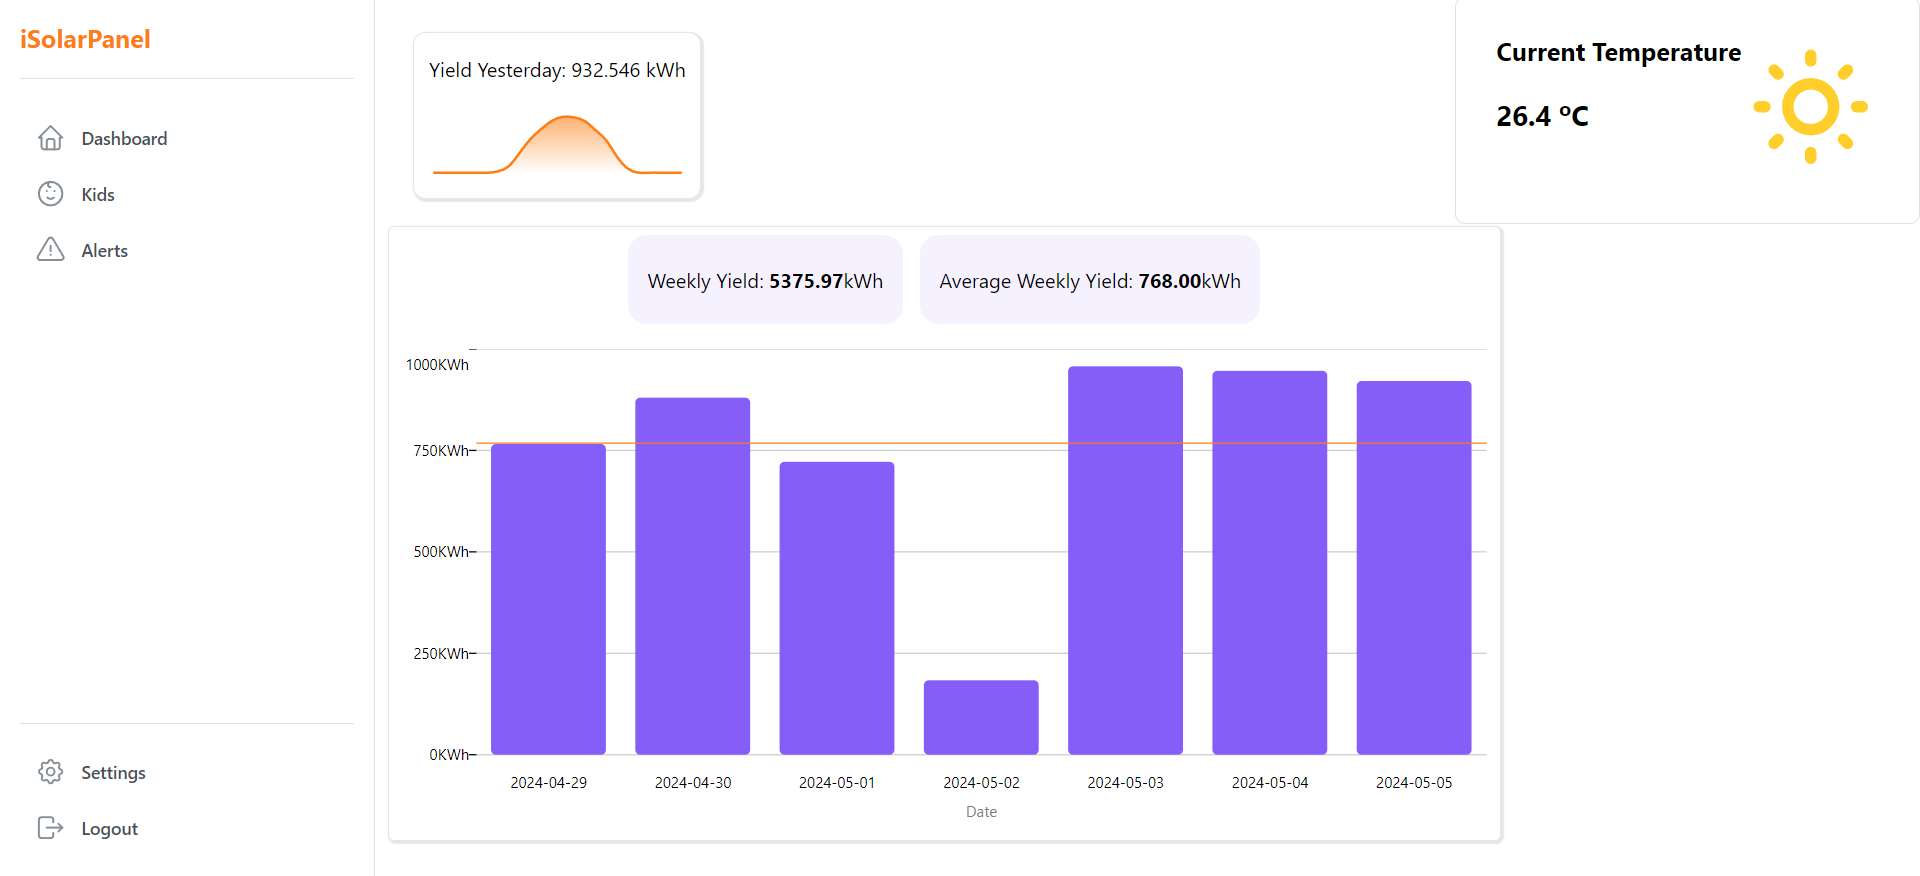 iSolarPanel
Dashboard
Kids
Alerts
Settings
Logout
Yield Yesterday: 932.546 kWh
Current Temperature
26.4 ºC
Weekly Yield: 5375.97kWh
Average Weekly Yield: 768.00kWh
1000KWh
750KWh
500KWh
250KWh
0KWh
2024-04-29 2024-04-30 2024-05-01 2024-05-02 2024-05-03 2024-05-04 2024-05-05
Date